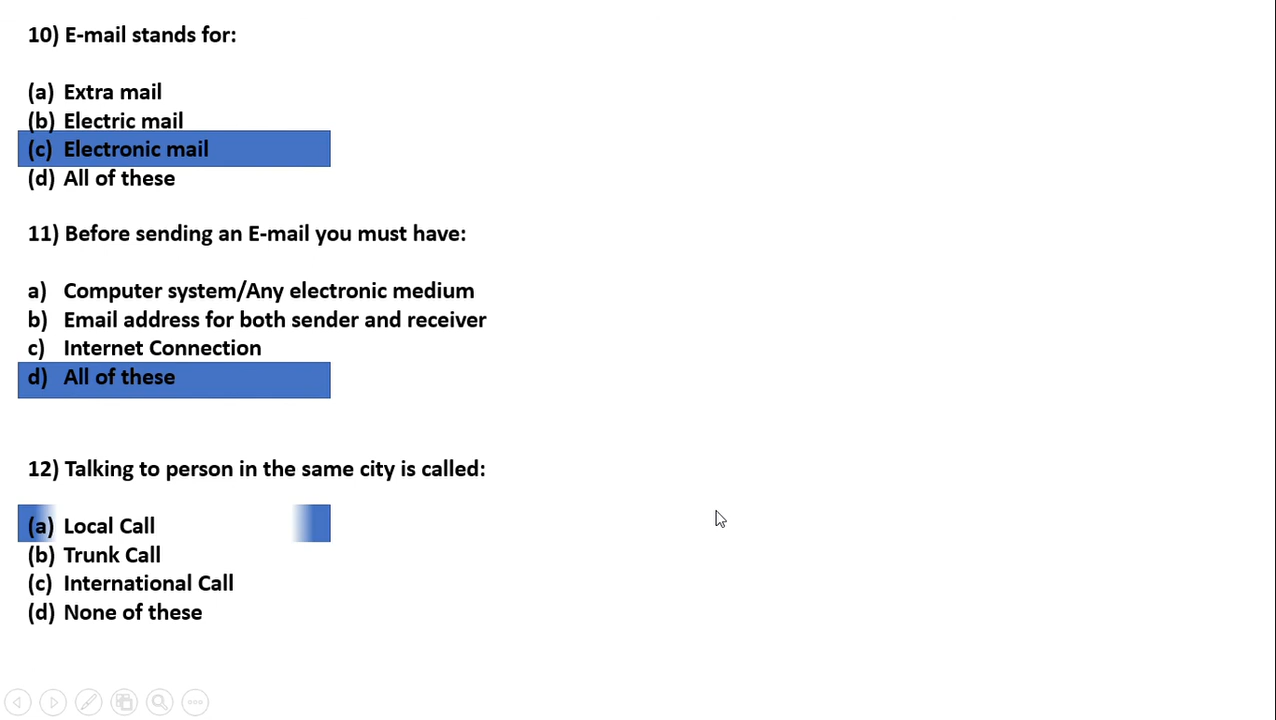 10) E-mail stands for:
(a) Extra mail
(b) Electric mail
(c) Electronic mail
(d) All of these
11) Before sending an E-mail you must have:
a) Computer system/Any electronic medium
b) Email address for both sender and receiver
c) Internet Connection
d) All of these
12) Talking to person in the same city is called:
(a) Local Call
(b) Trunk Call
(c) International Call
(d) None of these